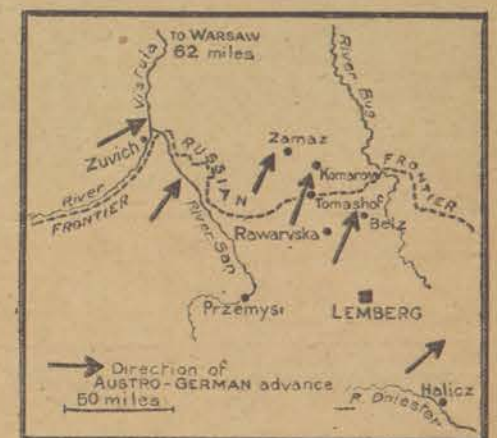 TO WARSAW
62 miles
Vistula
River Bug
Zuvich
RUSSIAN
Zamaz
Komarow
FRONTIER
Tomashof
River
FRONTIER
Rawarvska
Belz
River San
Przemysl
LEMBERG
Direction of
AUSTRO-GERMAN advance
50 miles
R. Dniester
Halicz